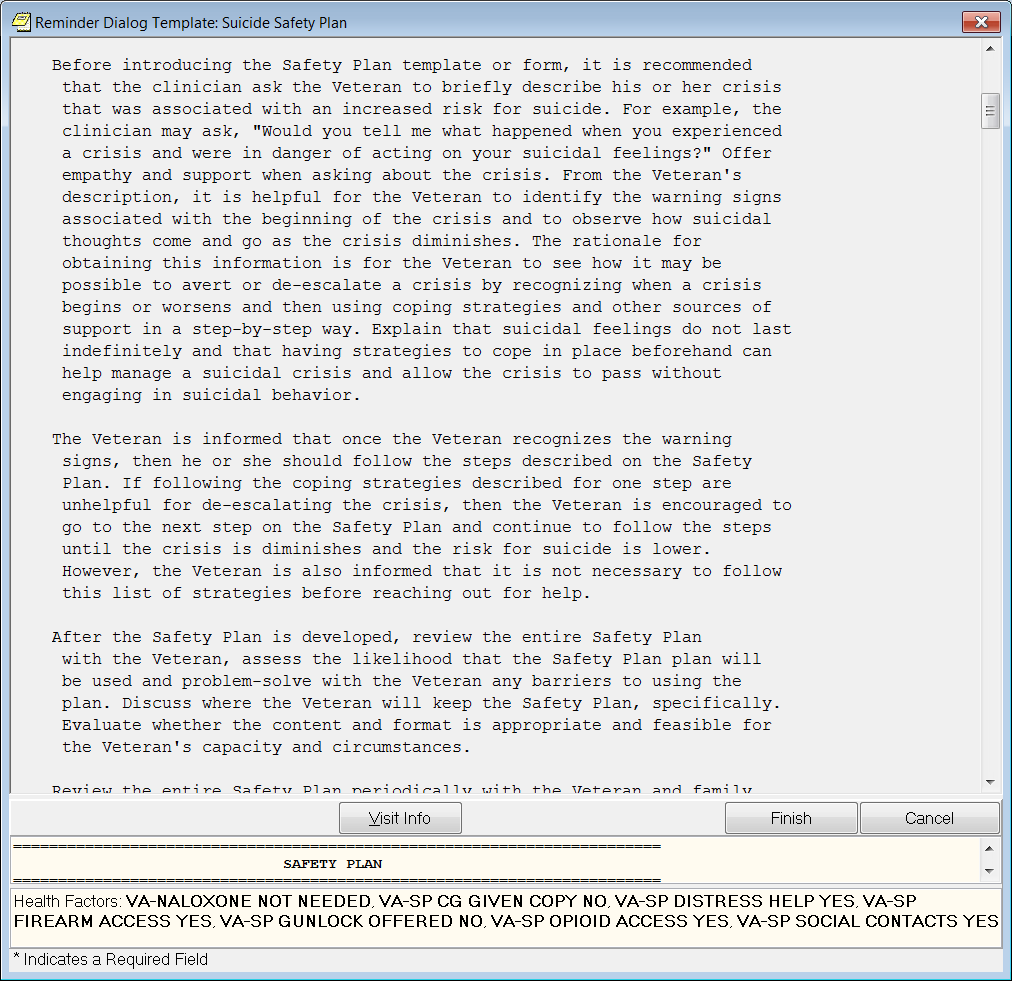 Reminder Dialog Template: Suicide Safety Plan
Before introducing the Safety Plan template or form, it is recommended
that the clinician ask the Veteran to briefly describe his or her crisis
that was associated with an increased risk for suicide. For example, the
clinician may ask, "Would you tell me what happened when you experienced
a crisis and were in danger of acting on your suicidal feelings?" Offer
empathy and support when asking about the crisis. From the Veteran's
description, it is helpful for the Veteran to identify the warning signs
associated with the beginning of the crisis and to observe how suicidal
thoughts come and go as the crisis diminishes. The rationale for
obtaining this information is for the Veteran to see how it may be
possible to avert or de-escalate a crisis by recognizing when a crisis
begins or worsens and then using coping strategies and other sources of
support in a step-by-step way. Explain that suicidal feelings do not last
indefinitely and that having strategies to cope in place beforehand can
help manage a suicidal crisis and allow the crisis to pass without
engaging in suicidal behavior.
The Veteran is informed that once the Veteran recognizes the warning
signs, then he or she should follow the steps described on the Safety
Plan. If following the coping strategies described for one step are
unhelpful for de-escalating the crisis, then the Veteran is encouraged to
go to the next step on the Safety Plan and continue to follow the steps
until the crisis is diminishes and the risk for suicide is lower.
However, the Veteran is also informed that it is not necessary to follow
this list of strategies before reaching out for help.
After the Safety Plan is developed, review the entire Safety Plan
with the Veteran, assess the likelihood that the Safety Plan plan will
be used and problem-solve with the Veteran any barriers to using the
plan. Discuss where the Veteran will keep the Safety Plan, specifically.
Evaluate whether the content and format is appropriate and feasible for
the Veteran's capacity and circumstances.
Review the entire Safety Plan periodically with the Veteran and family
Visit Info
Finish
Cancel
========================================================================
SAFETY PLAN
========================================================================
Health Factors: VA-NALOXONE NOT NEEDED, VA-SP CG GIVEN COPY NO, VA-SP DISTRESS HELP YES, VA-SP
FIREARM ACCESS YES, VA-SP GUNLOCK OFFERED NO, VA-SP OPIOID ACCESS YES, VA-SP SOCIAL CONTACTS YES
* Indicates a Required Field